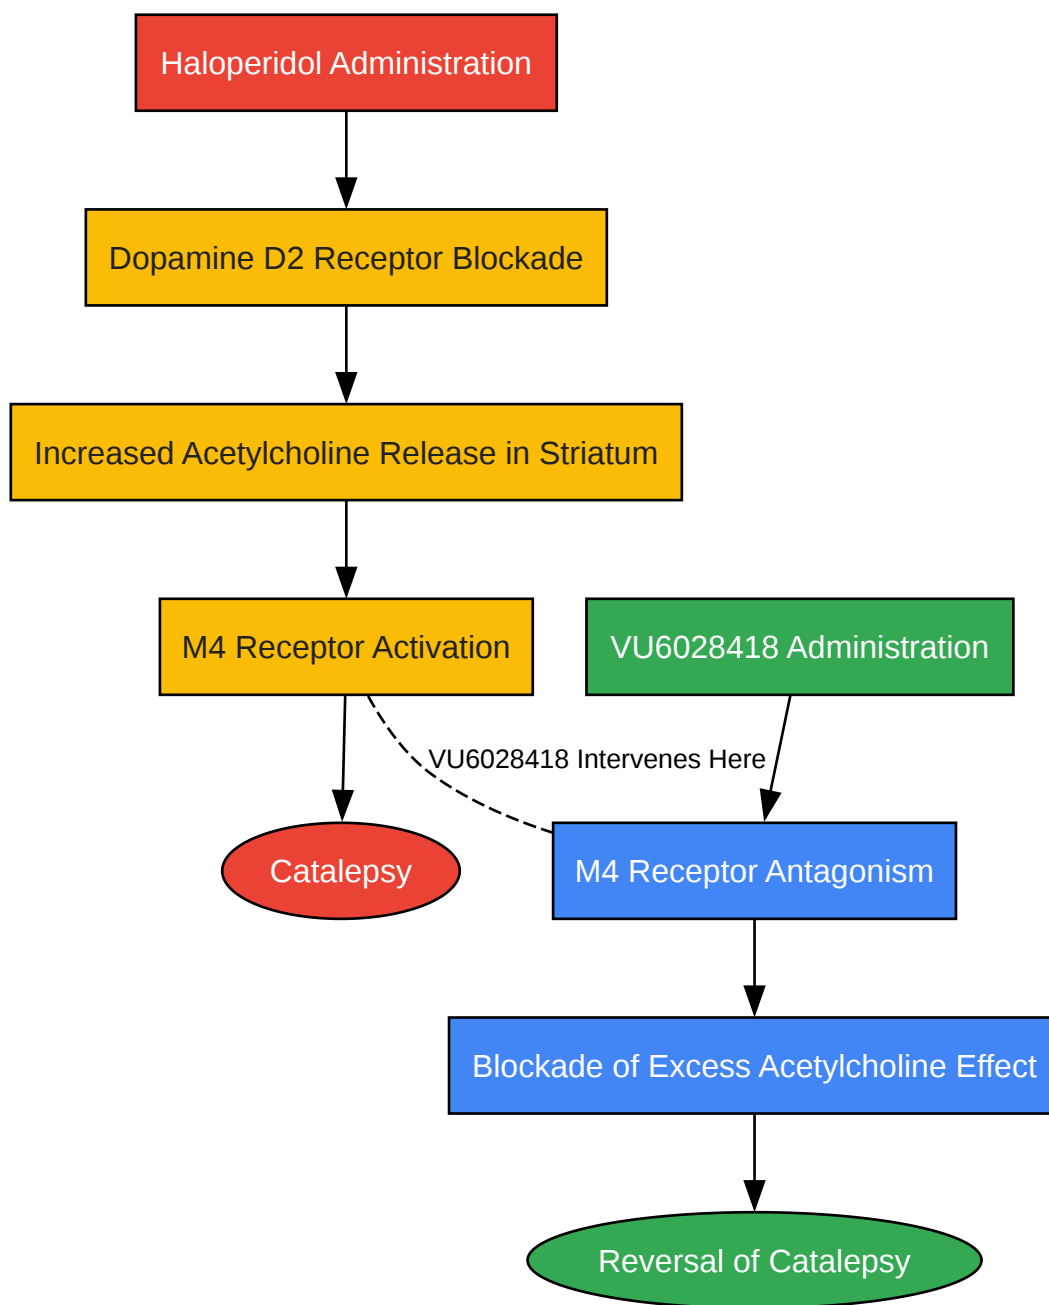 Haloperidol Administration
Dopamine D2 Receptor Blockade
Increased Acetylcholine Release in Striatum
M4 Receptor Activation
VU6028418 Administration
VU6028418 Intervenes Here
Catalepsy
M4 Receptor Antagonism
Blockade of Excess Acetylcholine Effect
Reversal of Catalepsy